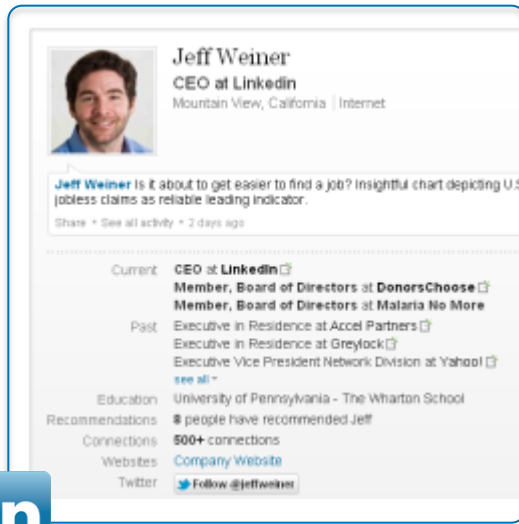 Jeff Weiner
CEO at LinkedIn
Mountain View, California | Internet
Jeff Weiner Is it about to get easier to find a job? Insightful chart depicting U.S
jobless claims as reliable leading indicator.
Share • See all activity • 2 days ago
Current CEO at LinkedIn
Member, Board of Directors at DonorsChoose
Member, Board of Directors at Malaria No More
Past Executive in Residence at Accel Partners
Executive in Residence at Greylock
Executive Vice President Network Division at Yahoo!
see all
Education University of Pennsylvania - The Wharton School
Recommendations 8 people have recommended Jeff
Connections 500+ connections
Websites Company Website
Twitter Follow @jeffweiner
n